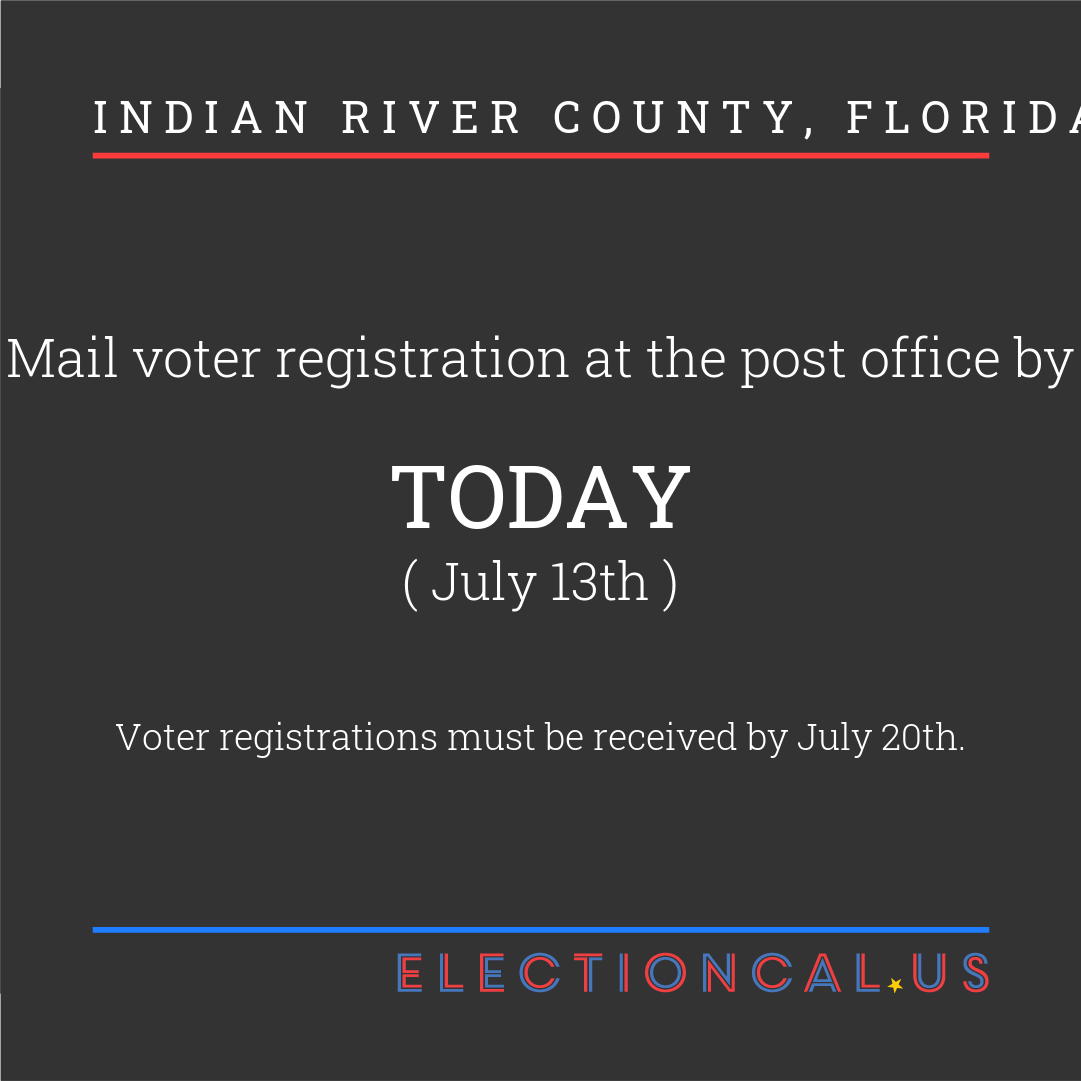 INDIAN RIVER COUNTY, FLORIDA
Mail voter registration at the post office by
TODAY
( July 13th )
Voter registrations must be received by July 20th.
ELECTIONCAL.US